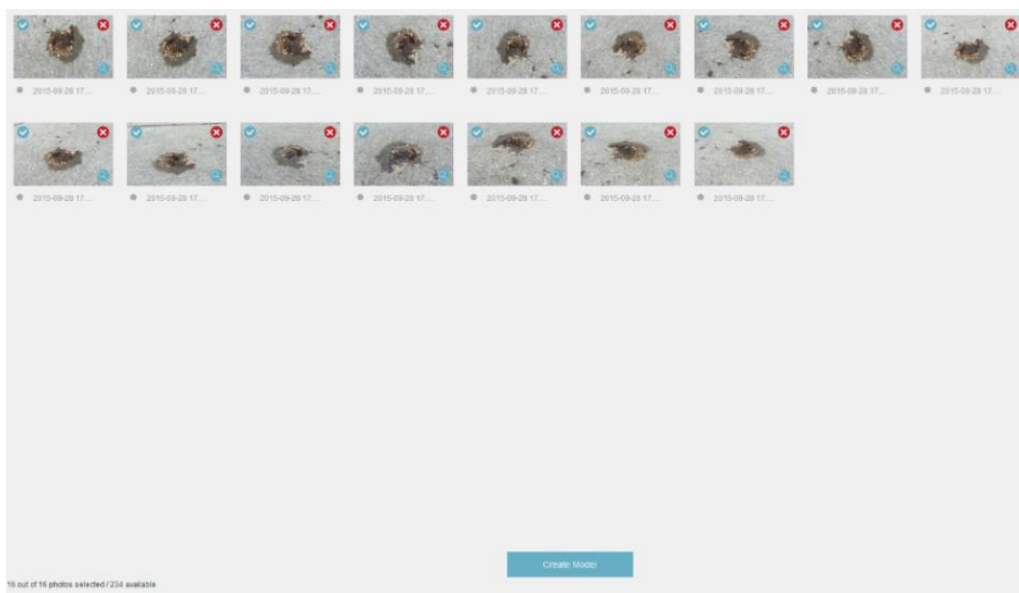 2015-09-28 17... 2015-09-28 17... 2015-09-28 17... 2015-09-28 17... 2015-09-28 17... 2015-09-28 17... 2015-09-28 17... 2015-09-28 17... 2015-09-28 17...
2015-09-28 17... 2015-09-28 17... 2015-09-28 17... 2015-09-28 17... 2015-09-28 17... 2015-09-28 17... 2015-09-28 17...
Create Model
16 out of 16 photos selected / 234 available